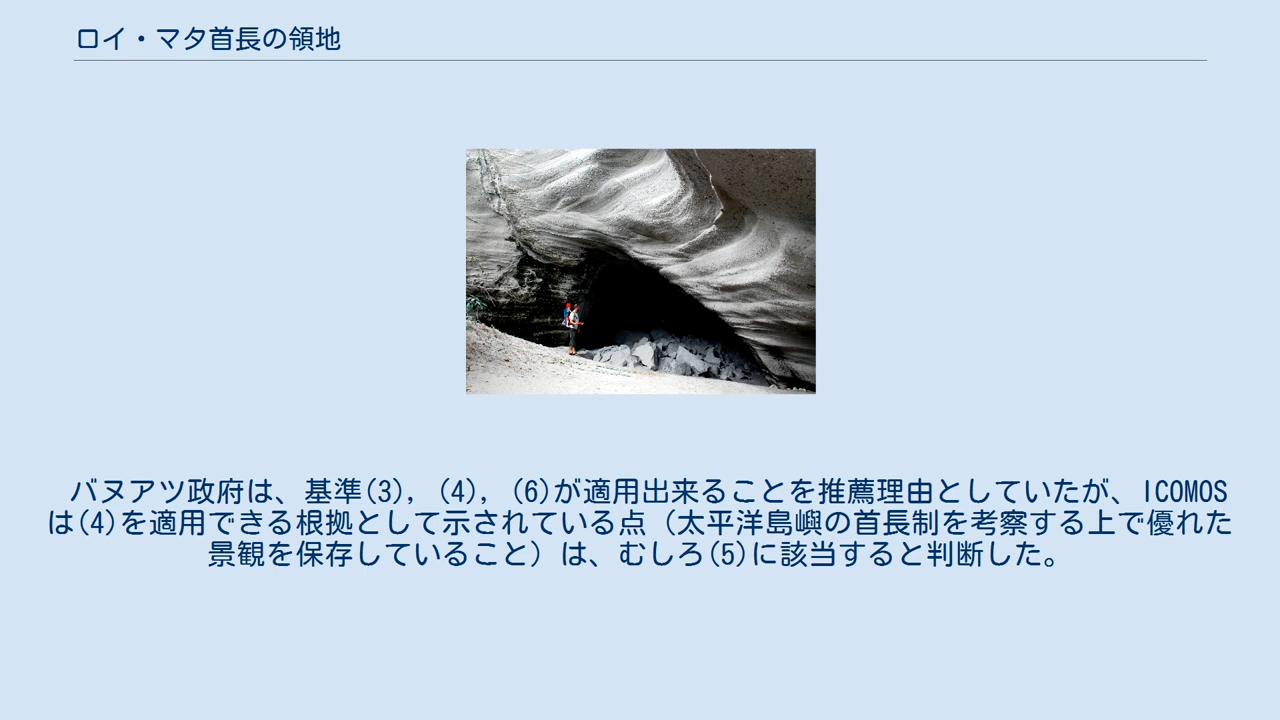 ロイ・マタ首長の領地
バヌアツ政府は、基準(3), (4), (6)が適用出来ることを推薦理由としていたが、ICOMOS
は(4)を適用できる根拠として示されている点（太平洋島嶼の首長制を考察する上で優れた
景観を保存していること）は、むしろ(5)に該当すると判断した。